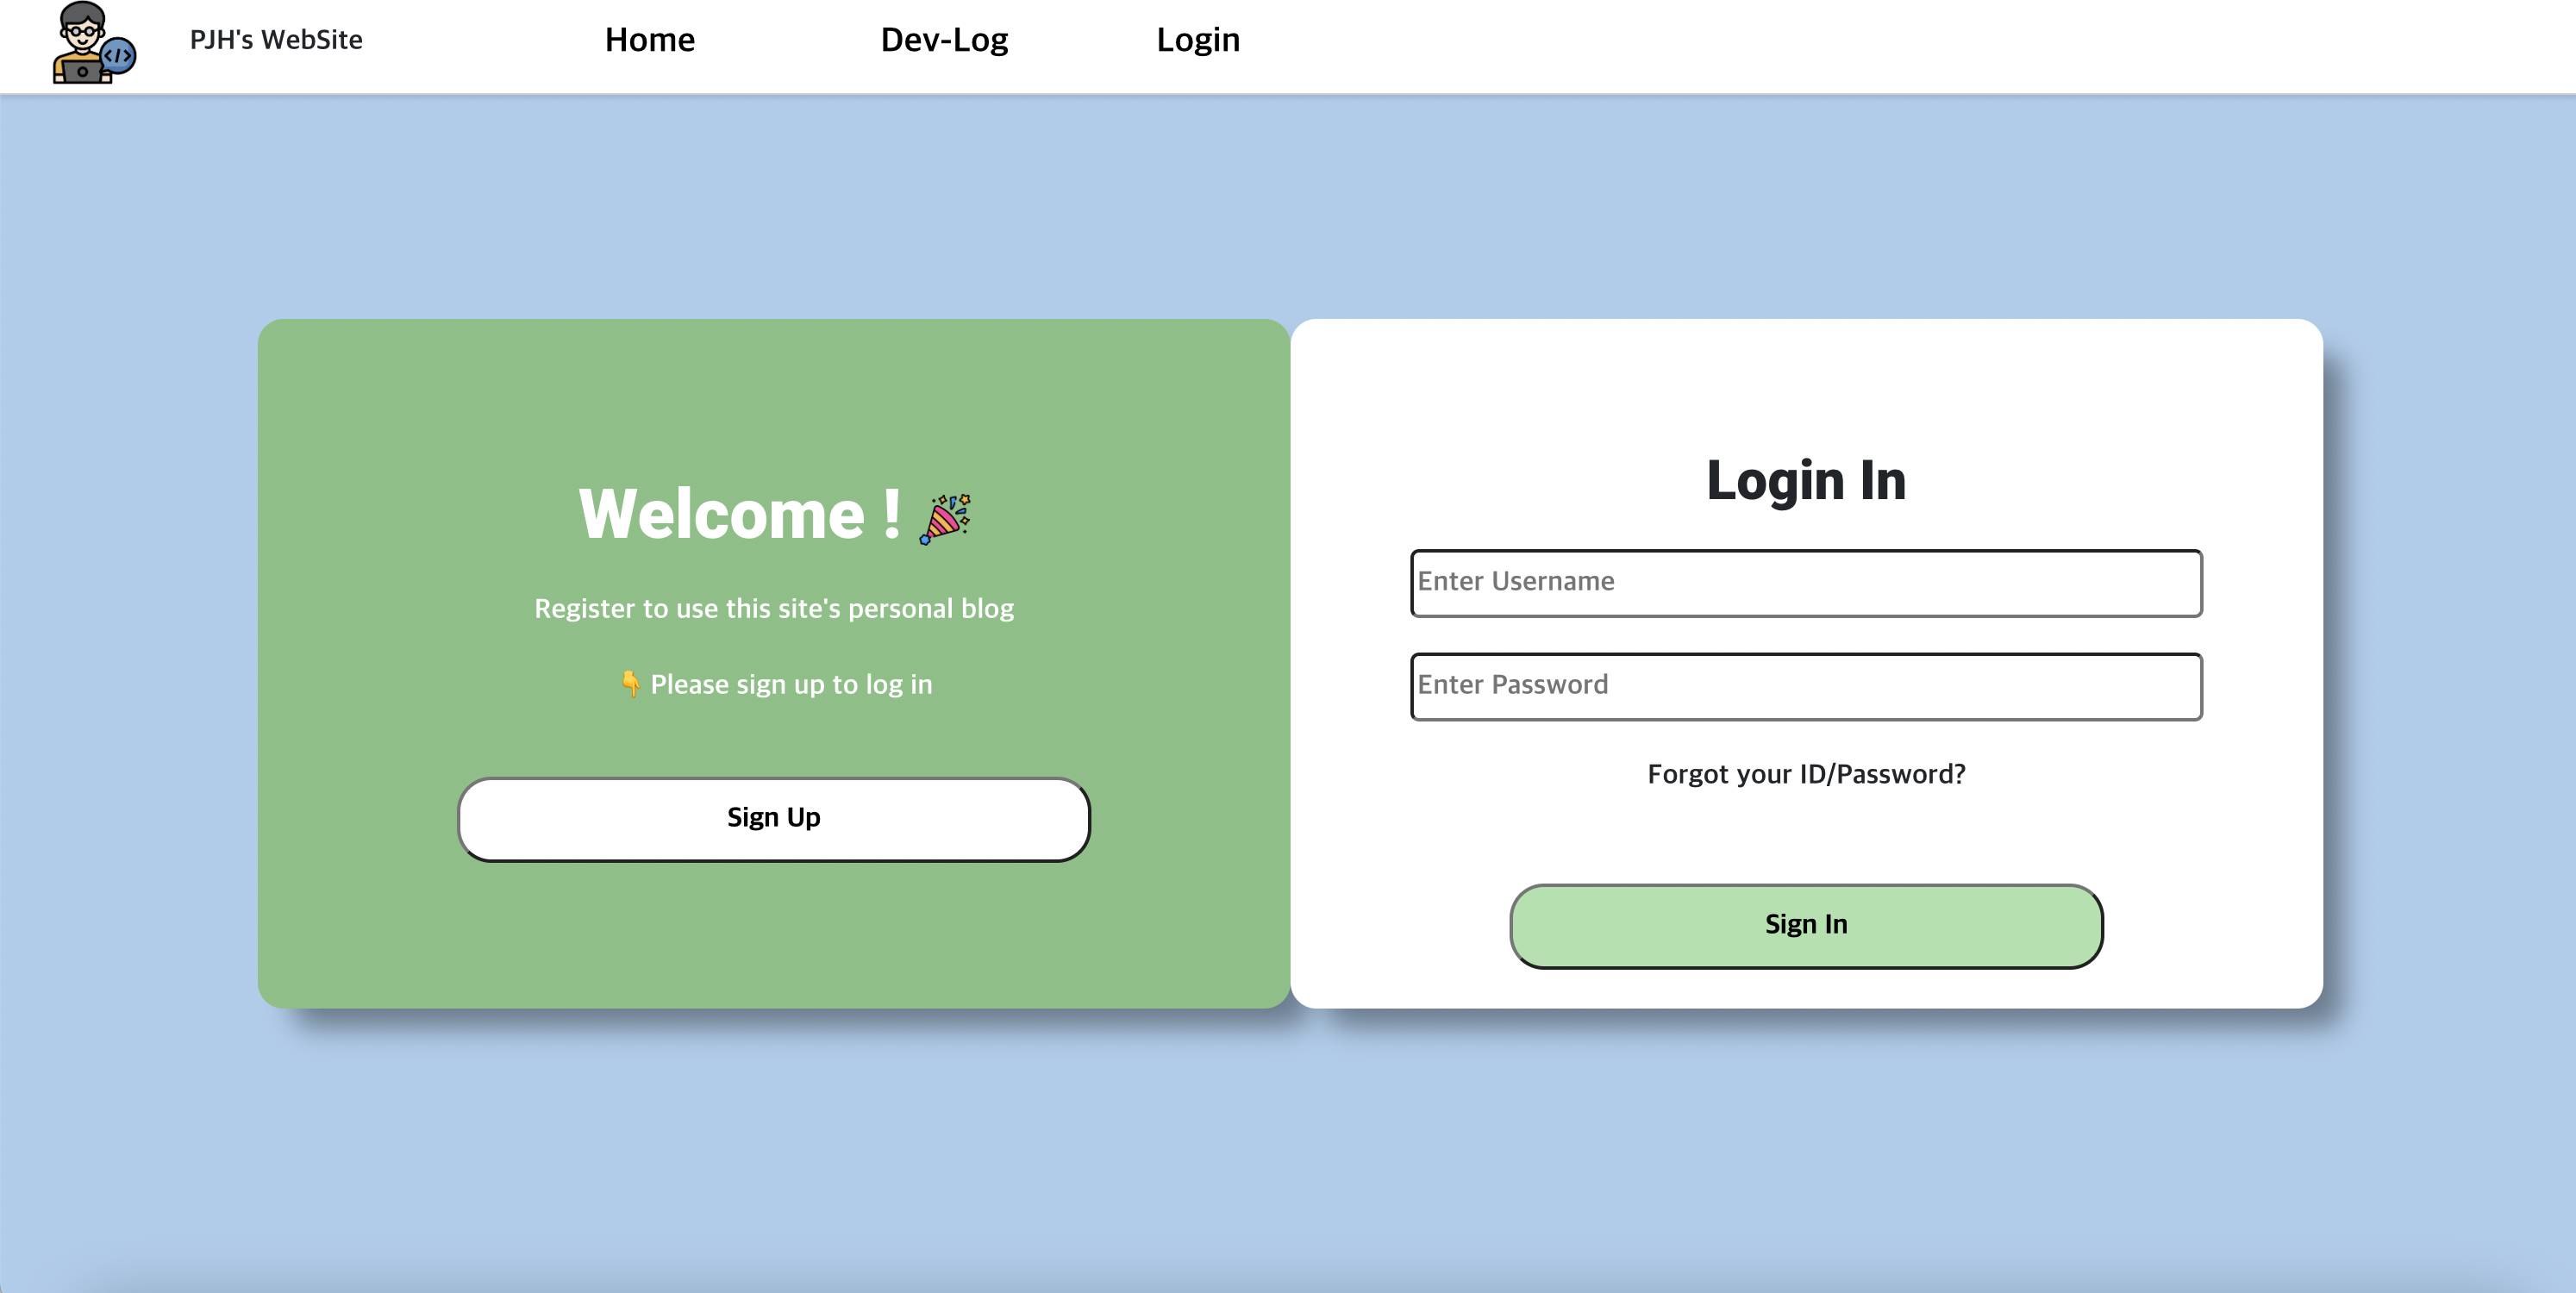 PJH's WebSite
Home
Dev-Log
Login
Welcome ! 🎉
Register to use this site's personal blog
👇 Please sign up to log in
Sign Up
Login In
Enter Username
Enter Password
Forgot your ID/Password?
Sign In